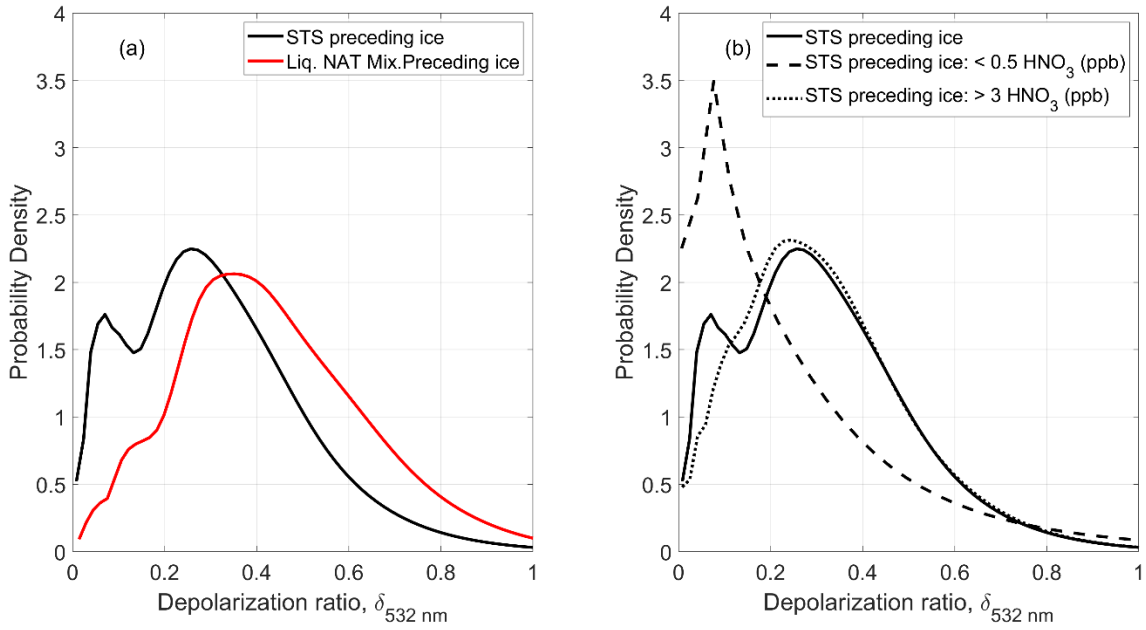 (a)
STS preceding ice
Liq. NAT Mix.Preceding ice
4
3.5
3
2.5
2
1.5
1
0.5
0
Probability Density
0 0.2 0.4 0.6 0.8 1
Depolarization ratio, δ532 nm
(b)
STS preceding ice
STS preceding ice: < 0.5 HNO3 (ppb)
STS preceding ice: > 3 HNO3 (ppb)
4
3.5
3
2.5
2
1.5
1
0.5
0
Probability Density
0 0.2 0.4 0.6 0.8 1
Depolarization ratio, δ532 nm